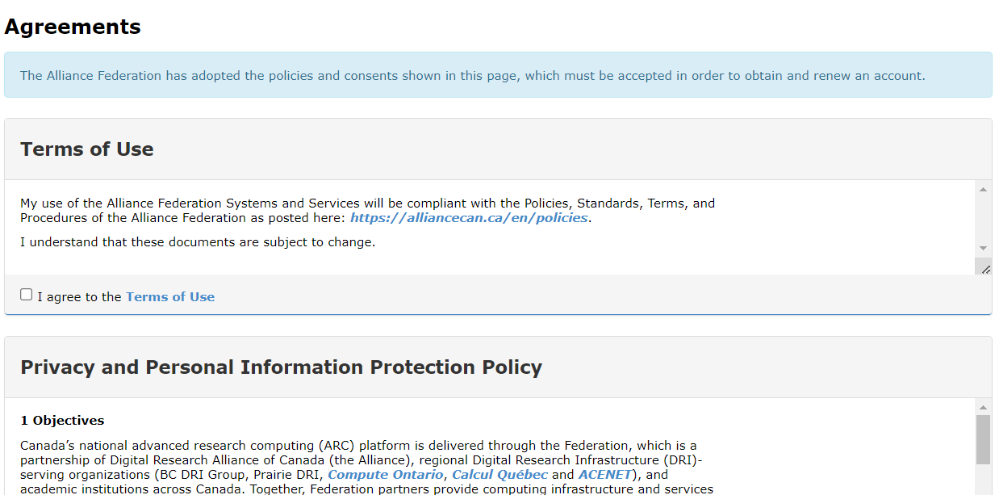 Agreements
The Alliance Federation has adopted the policies and consents shown in this page, which must be accepted in order to obtain and renew an account.
Terms of Use
My use of the Alliance Federation Systems and Services will be compliant with the Policies, Standards, Terms, and
Procedures of the Alliance Federation as posted here: https://alliancecan.ca/en/policies.
I understand that these documents are subject to change.
I agree to the Terms of Use
Privacy and Personal Information Protection Policy
1 Objectives
Canada’s national advanced research computing (ARC) platform is delivered through the Federation, which is a
partnership of Digital Research Alliance of Canada (the Alliance), regional Digital Research Infrastructure (DRI)-
serving organizations (BC DRI Group, Prairie DRI, Compute Ontario, Calcul Québec and ACENET), and
academic institutions across Canada. Together, Federation partners provide computing infrastructure and services